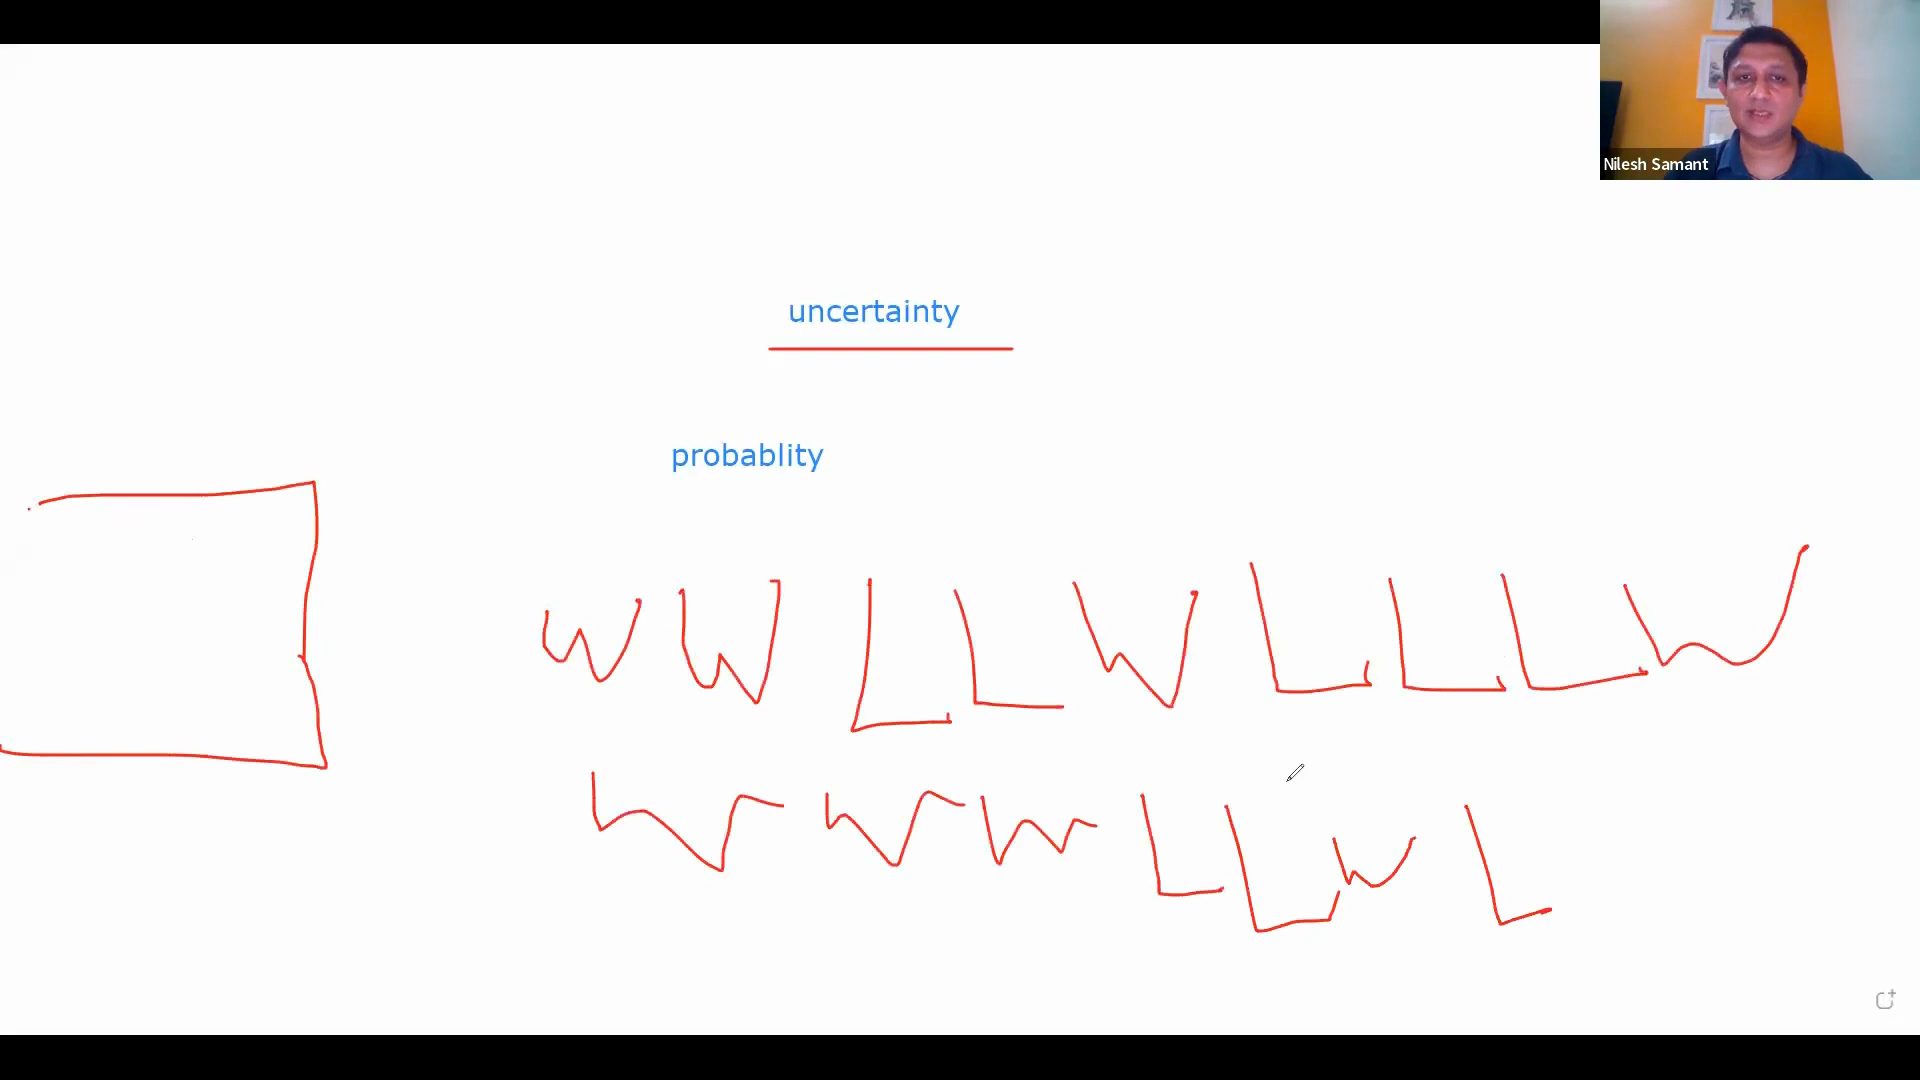 Nilesh Samant
uncertainty
probablity
W W L L W L L L W
W W W L L W L